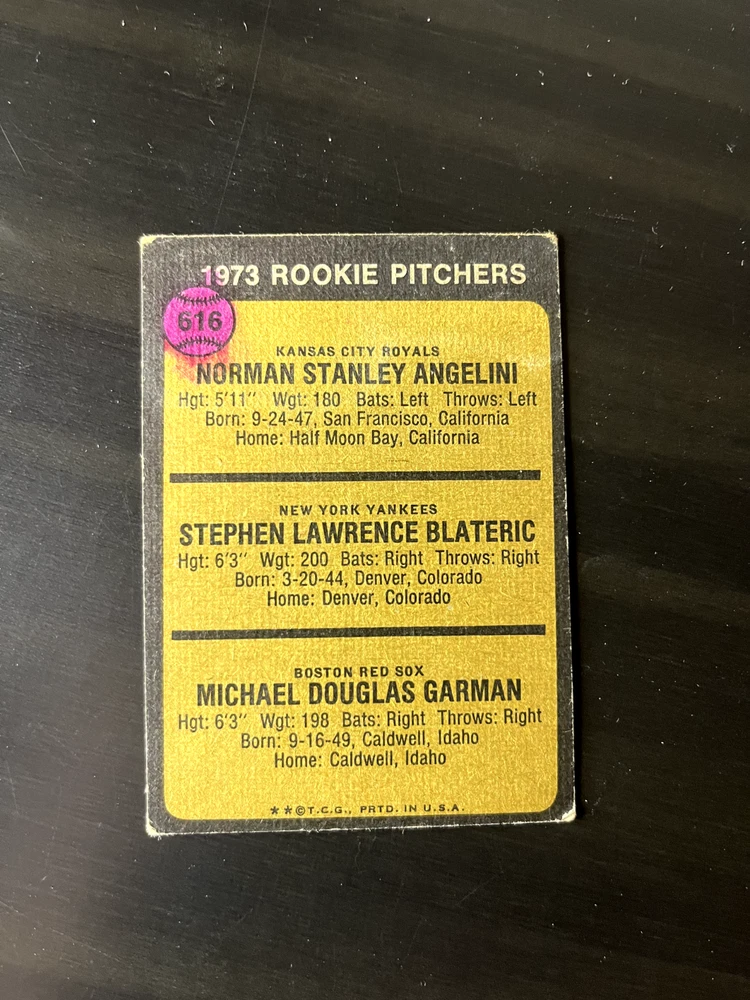 1973 ROOKIE PITCHERS
616
KANSAS CITY ROYALS
NORMAN STANLEY ANGELINI
Hgt: 5'11" Wgt: 180 Bats: Left Throws: Left
Born: 9-24-47, San Francisco, California
Home: Half Moon Bay, California
NEW YORK YANKEES
STEPHEN LAWRENCE BLATERIC
Hgt: 6'3" Wgt: 200 Bats: Right Throws: Right
Born: 3-20-44, Denver, Colorado
Home: Denver, Colorado
BOSTON RED SOX
MICHAEL DOUGLAS GARMAN
Hgt: 6'3" Wgt: 198 Bats: Right Throws: Right
Born: 9-16-49, Caldwell, Idaho
Home: Caldwell, Idaho
★★©T.C.G., PRTD. IN U.S.A.